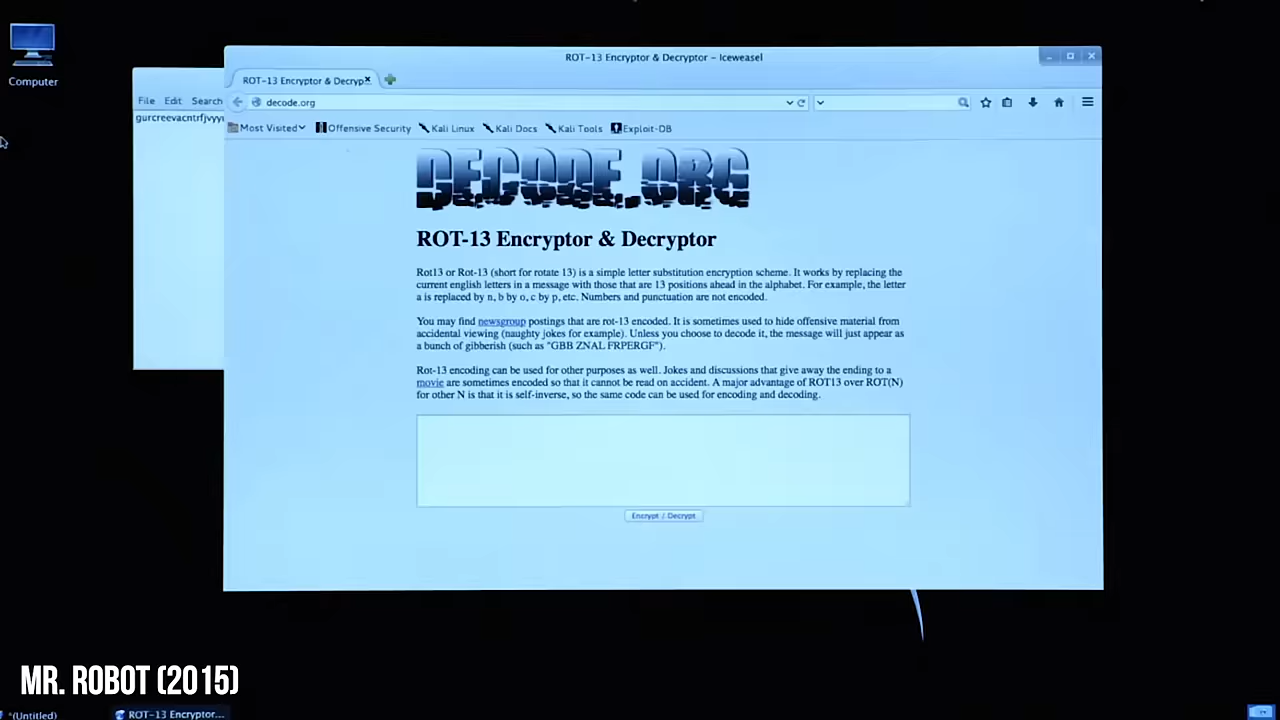 Computer
ROT-13 Encryptor & Decryptor - Iceweasel
ROT-13 Encryptor & Decryp...
File Edit Search
decode.org
gurcreevacntrfjvyy
Most Visited Offensive Security Kali Linux Kali Docs Kali Tools Exploit-DB
DECODE.ORG
ROT-13 Encryptor & Decryptor
Rot13 or Rot-13 (short for rotate 13) is a simple letter substitution encryption scheme. It works by replacing the
current english letters in a message with those that are 13 positions ahead in the alphabet. For example, the letter
a is replaced by n, b by o, c by p, etc. Numbers and punctuation are not encoded.
You may find newsgroup postings that are rot-13 encoded. It is sometimes used to hide offensive material from
accidental viewing (naughty jokes for example). Unless you choose to decode it, the message will just appear as
a bunch of gibberish (such as "GBB ZNAL FRPERGF").
Rot-13 encoding can be used for other purposes as well. Jokes and discussions that give away the ending to a
movie are sometimes encoded so that it cannot be read on accident. A major advantage of ROT13 over ROT(N)
for other N is that it is self-inverse, so the same code can be used for encoding and decoding.
Encrypt / Decrypt
MR. ROBOT (2015)
*(Untitled) ROT-13 Encryptor...